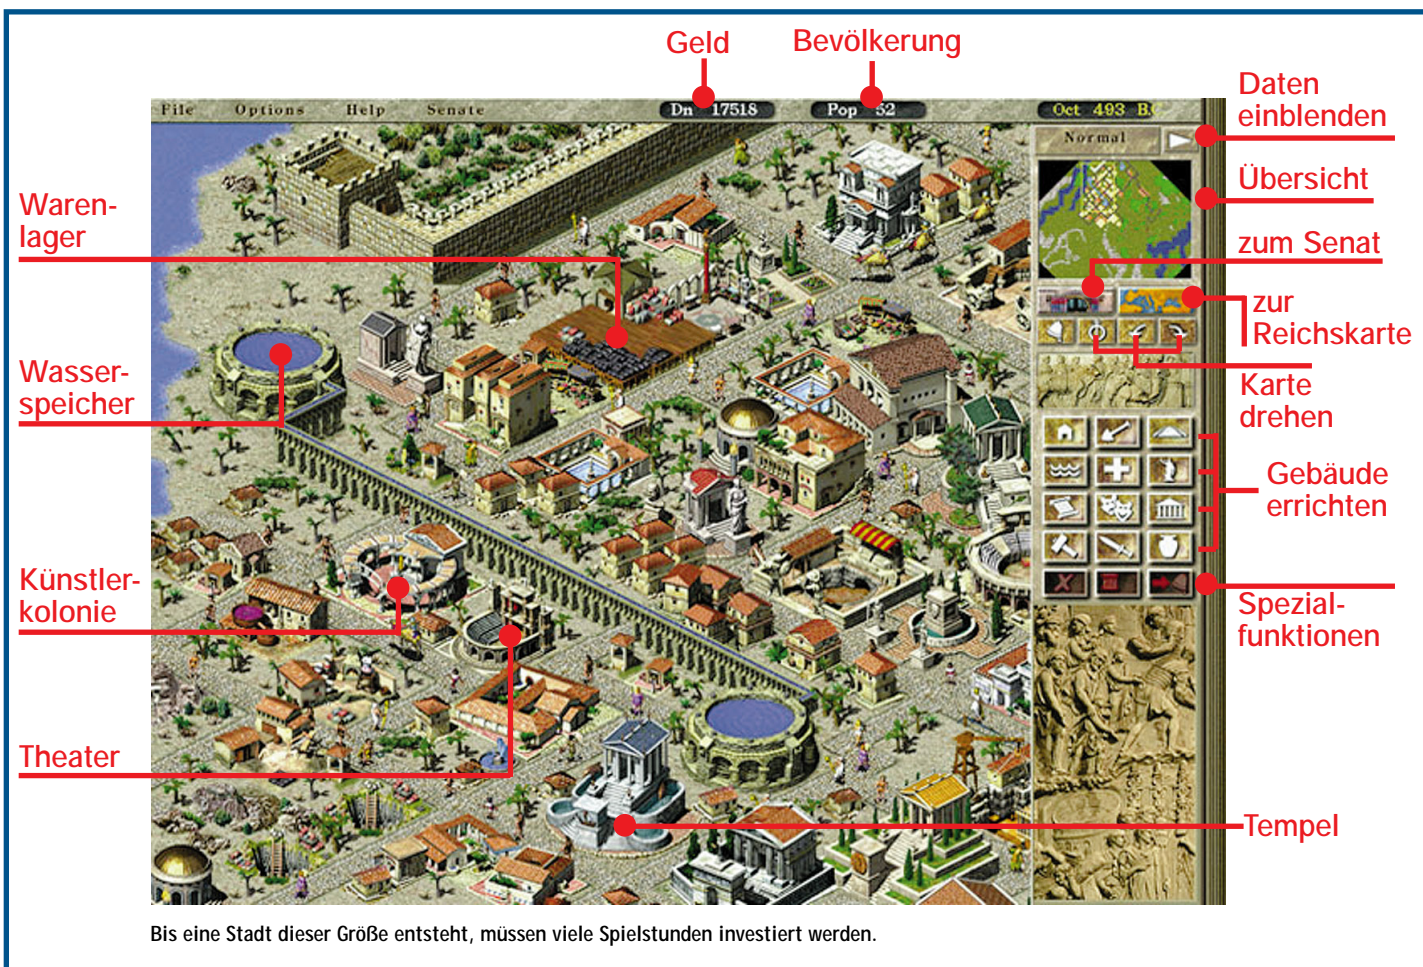 Geld
Bevölkerung
Daten
einblenden
File Options Help Senate Dn 17518 Pop 52 Oct 493 B.C
Normal
Übersicht
Waren-
lager
zum Senat
zur
Reichskarte
Wasser-
speicher
Karte
drehen
Gebäude
errichten
Künstler-
kolonie
Spezial-
funktionen
Theater
Tempel
Bis eine Stadt dieser Größe entsteht, müssen viele Spielstunden investiert werden.